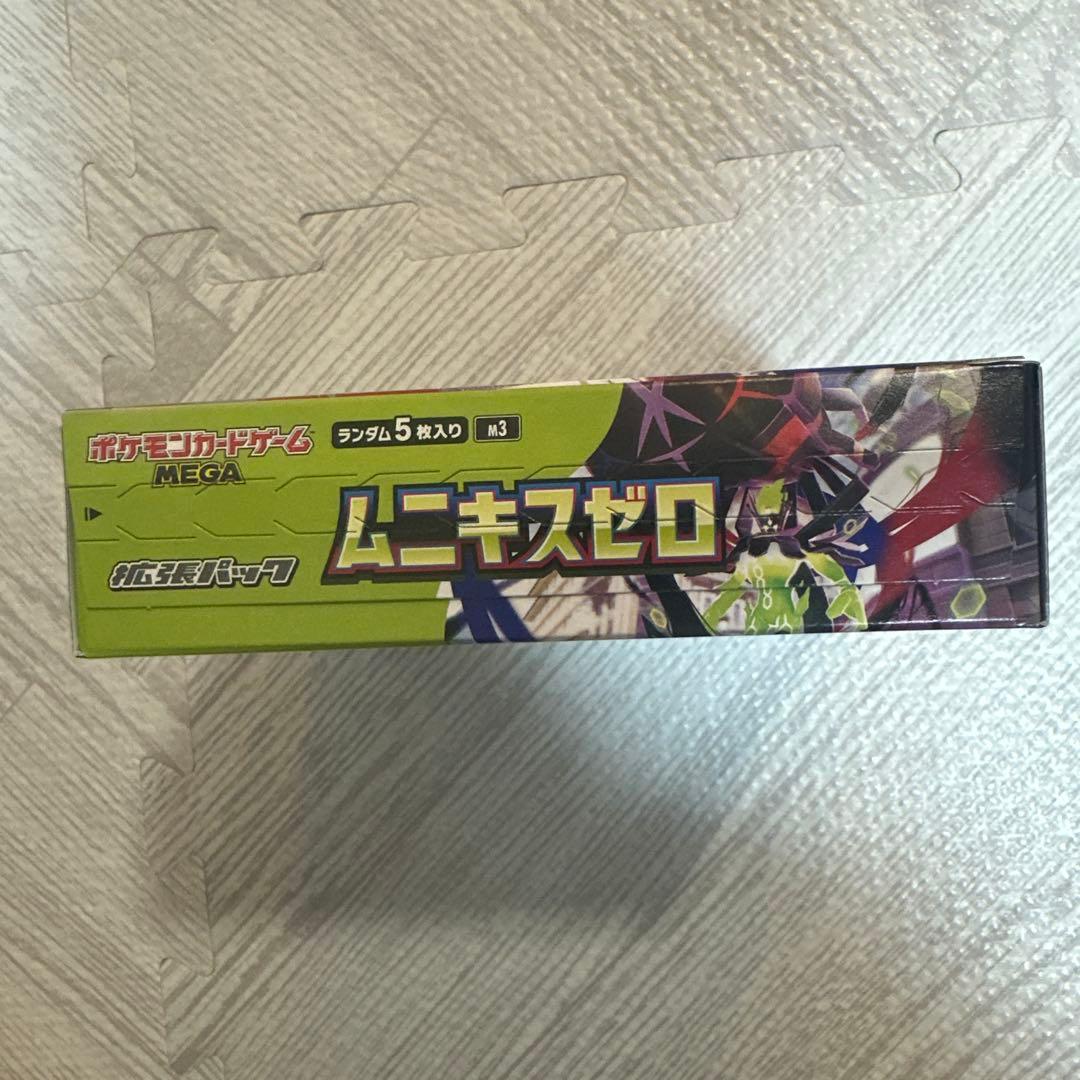 ポケモンカードゲーム
MEGA
ランダム5枚入り
M3
拡張パック
ムニキスゼロ